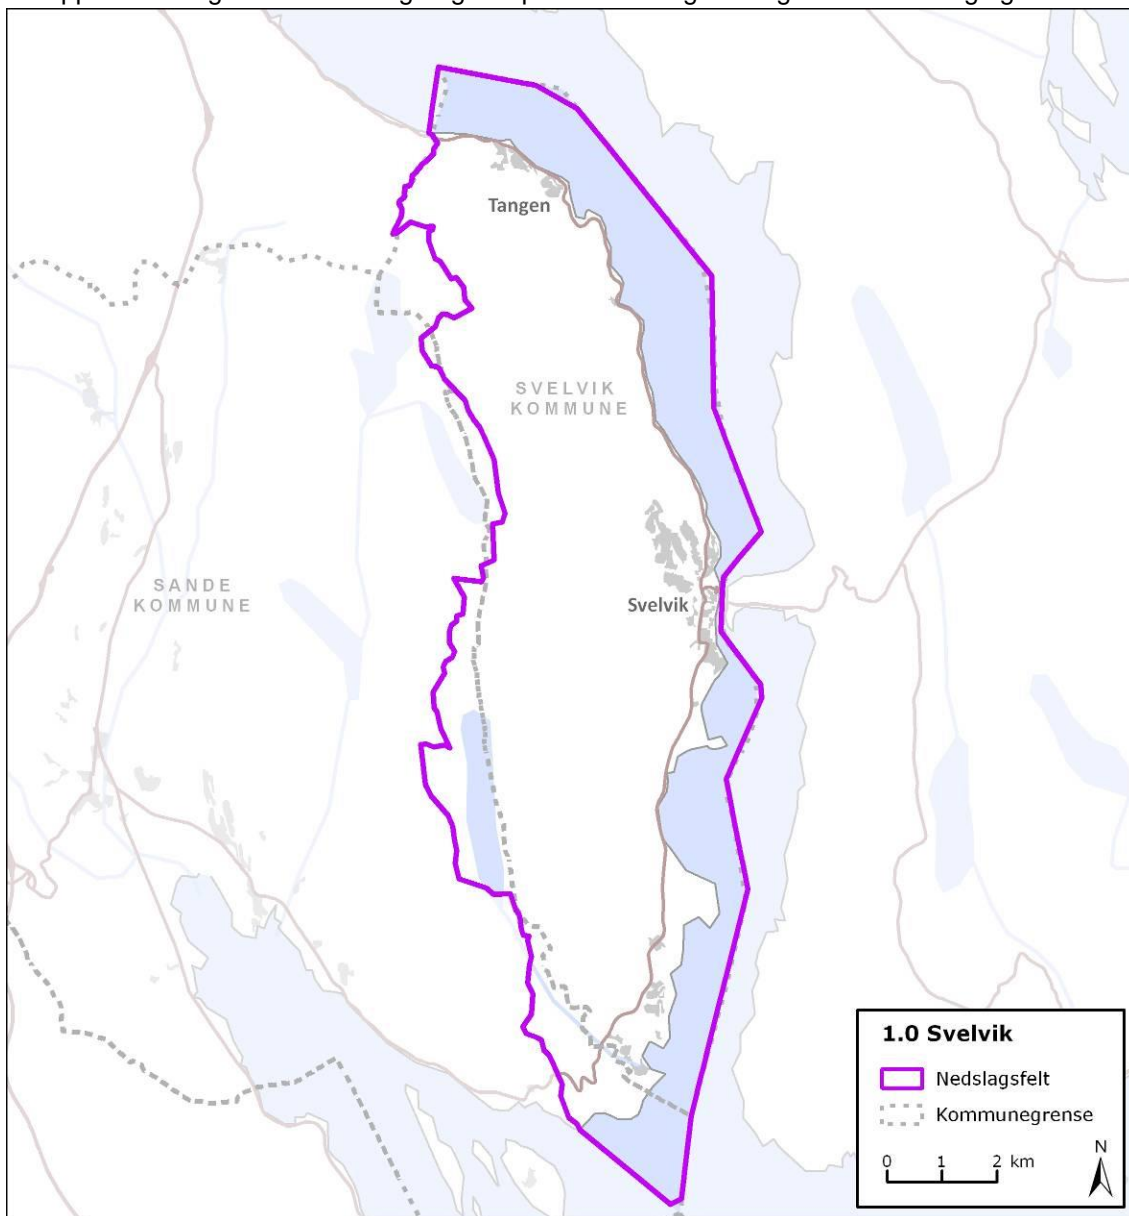 Tangen
SVELVIK
KOMMUNE
SANDE
KOMMUNE
Svelvik
1.0 Svelvik
Nedslagsfelt
Kommunegrense
N
0 1 2 km